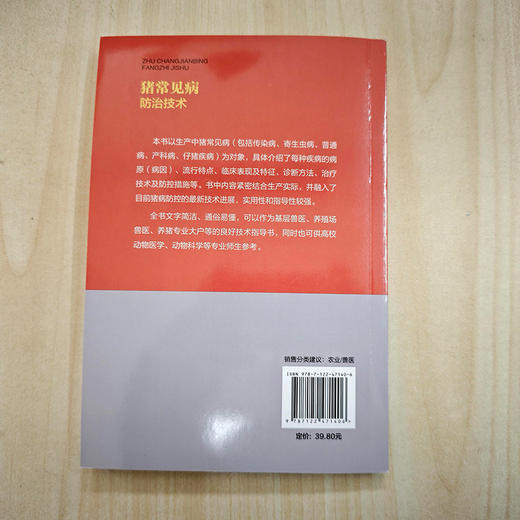 ZHU CHANGJIANBING
FANGZHI JISHU
猪常见病
防治技术
本书以生产中猪常见病（包括传染病、寄生虫病、普通
病、产科病、仔猪疾病）为对象，具体介绍了每种疾病的病
原（病因）、流行特点、临床表现及特征、诊断方法、治疗
技术及防控措施等。书中内容紧密结合生产实际，并融入了
目前猪病防控的最新技术进展，实用性和指导性较强。
全书文字简洁、通俗易懂，可以作为基层兽医、养殖场
兽医、养猪专业大户等的良好技术指导书，同时也可供高校
动物医学、动物科学等专业师生参考。
销售分类建议：农业/兽医
ISBN 978-7-122-47140-6
9 787122 471406 >
定价：39.80元